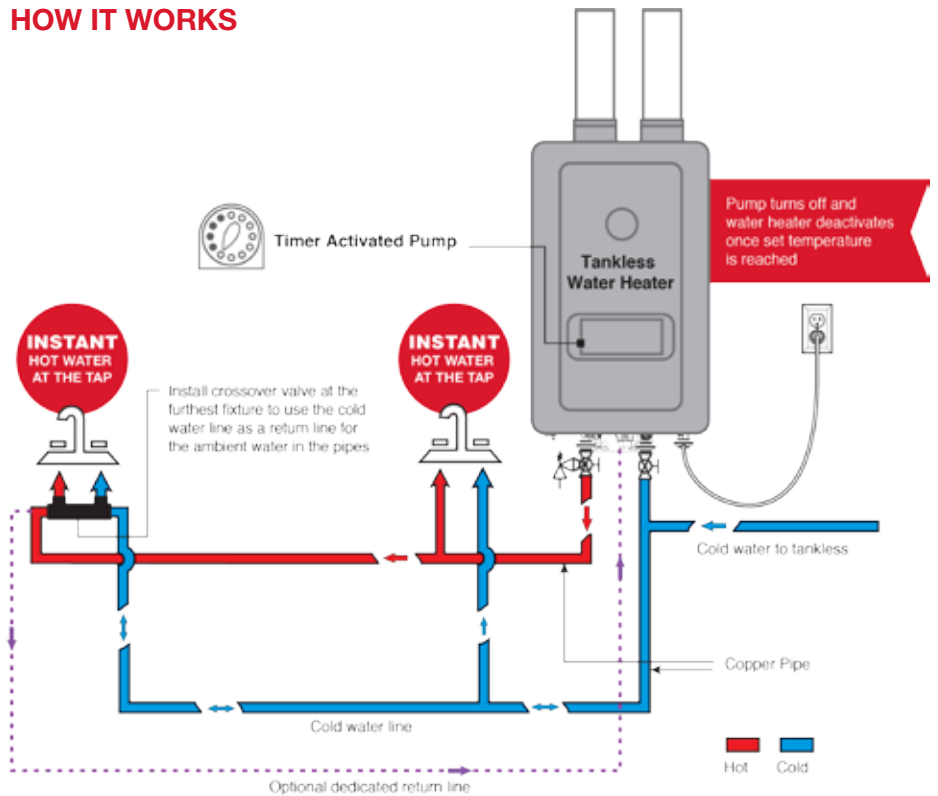 HOW IT WORKS
Pump turns off and
water heater deactivates
once set temperature
is reached
Timer Activated Pump
Tankless
Water Heater
INSTANT
HOT WATER
AT THE TAP
Install crossover valve at the
furthest fixture to use the cold
water line as a return line for
the ambient water in the pipes
INSTANT
HOT WATER
AT THE TAP
Cold water to tankless
Copper Pipe
Cold water line
Hot
Cold
Optional dedicated return line